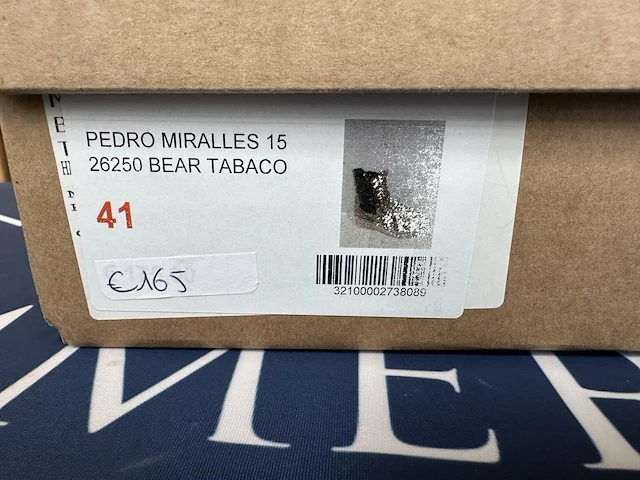 PEDRO MIRALLES 15
26250 BEAR TABACO
41
€165
32100002738089